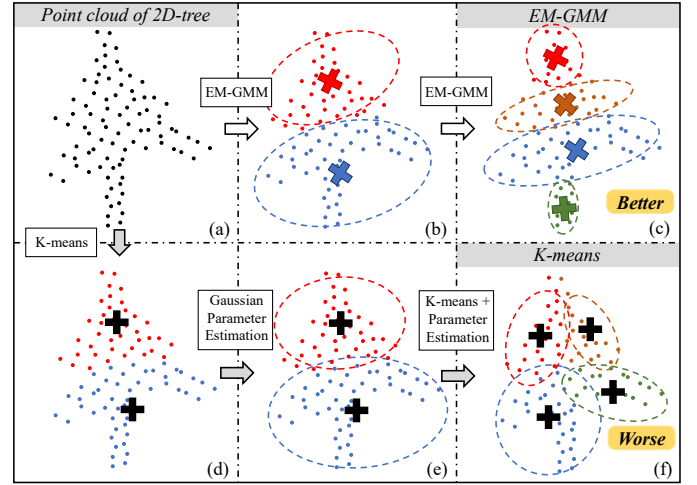 Point cloud of 2D-tree
EM-GMM
EM-GMM
EM-GMM
(a)
(b)
(c)
Better
K-means
K-means
Gaussian
Parameter
Estimation
K-means +
Parameter
Estimation
Worse
(d)
(e)
(f)